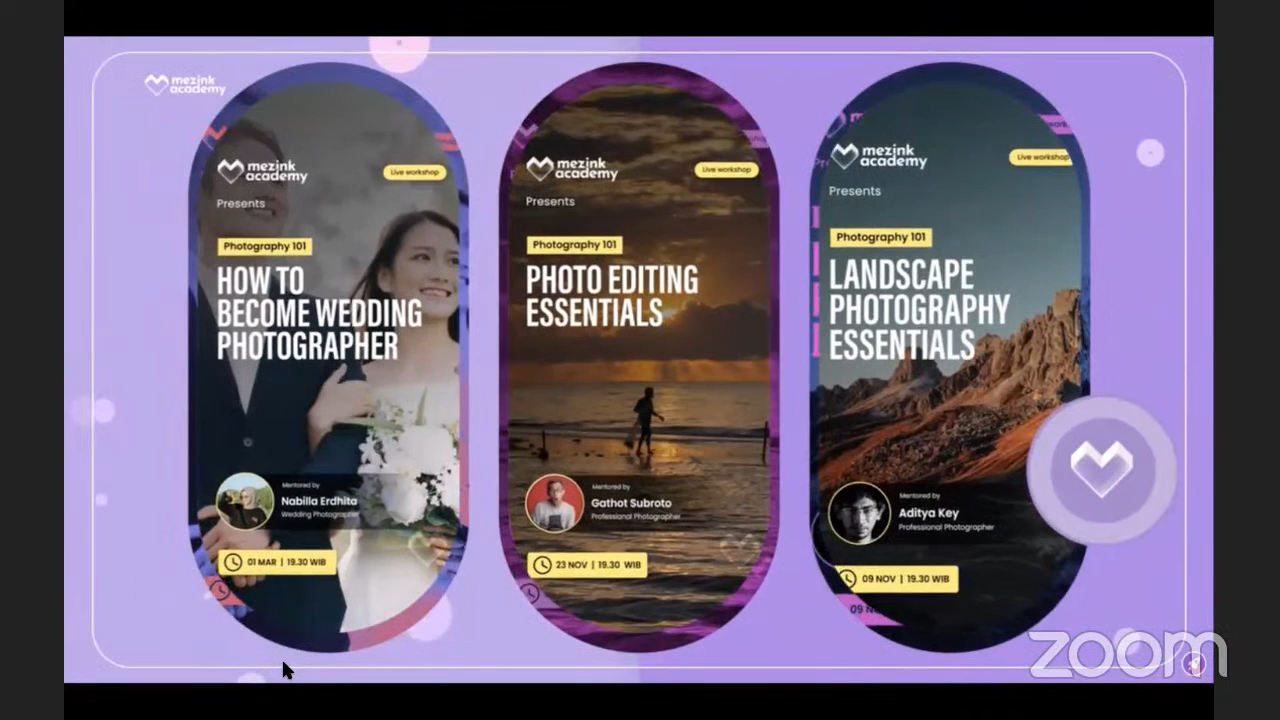 mezink
academy
mezink
academy
Live workshop
Presents
Photography 101
HOW TO
BECOME WEDDING
PHOTOGRAPHER
Mentored by
Nabilla Erdhita
Wedding Photographer
01 MAR | 19.30 WIB
mezink
academy
Live workshop
Presents
Photography 101
PHOTO EDITING
ESSENTIALS
Mentored by
Gathot Subroto
Professional Photographer
23 NOV | 19.30 WIB
mezink
academy
Live workshop
Presents
Photography 101
LANDSCAPE
PHOTOGRAPHY
ESSENTIALS
Mentored by
Aditya Key
Professional Photographer
09 NOV | 19.30 WIB
zoom